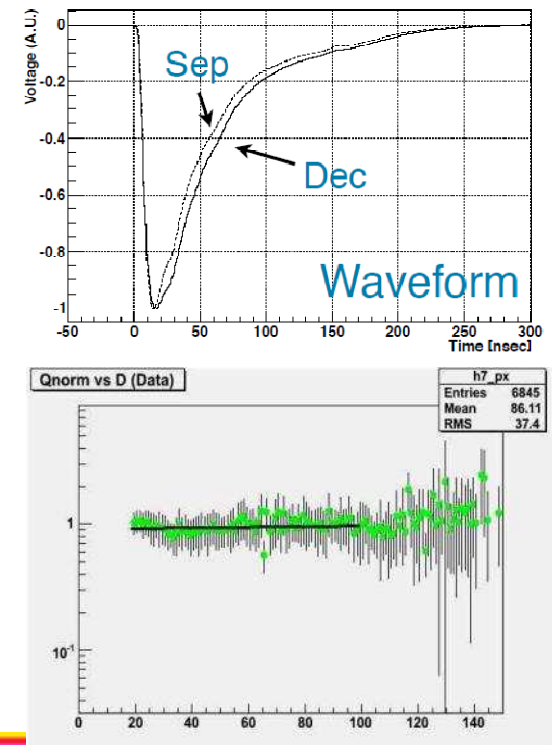 Voltage (A.U.)
0
-0.2
-0.4
-0.6
-0.8
-1
Sep
Dec
Waveform
-50 0 50 100 150 200 250 300
Time [nsec]
Qnorm vs D (Data)
h7_px
Entries 6845
Mean 86.11
RMS 37.4
1
10-1
0 20 40 60 80 100 120 140